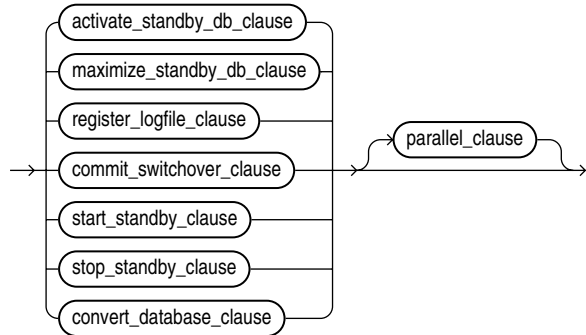 activate_standby_db_clause
maximize_standby_db_clause
register_logfile_clause
parallel_clause
commit_switchover_clause
start_standby_clause
stop_standby_clause
convert_database_clause